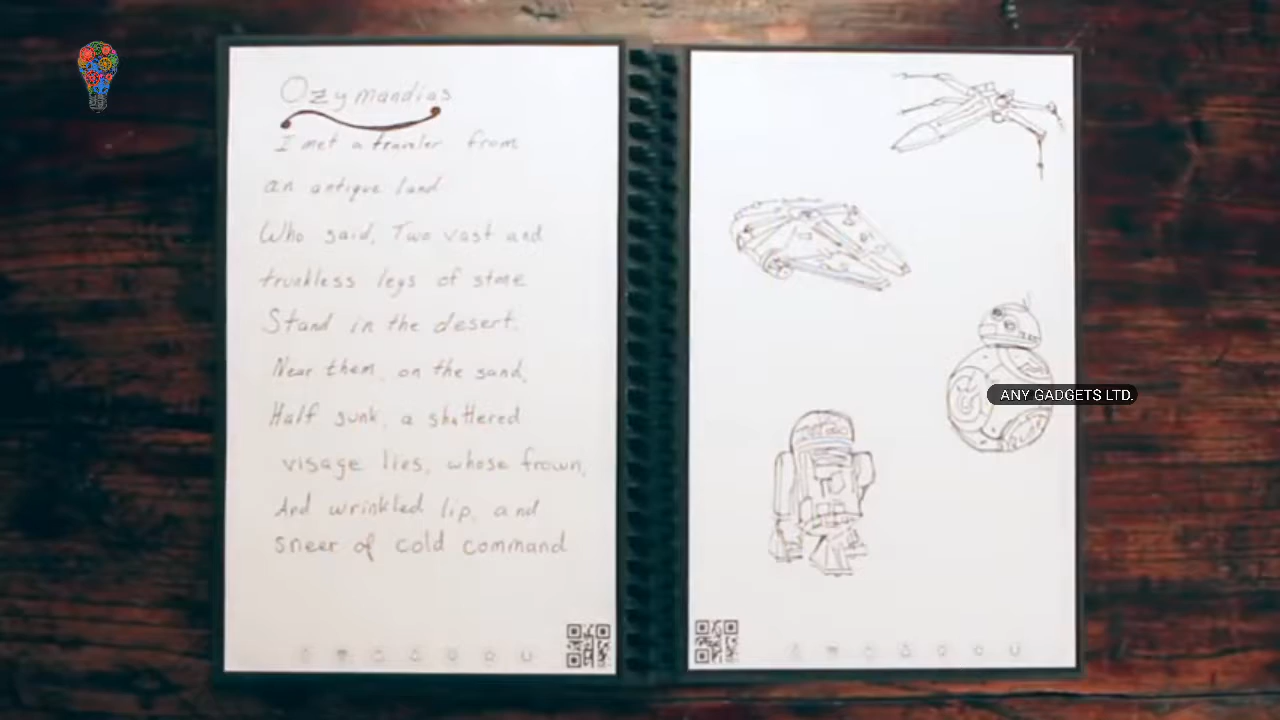 Ozymandias
I met a traveler from
an antique land
Who said, Two vast and
trunkless legs of stone
Stand in the desert.
Near them, on the sand,
Half sunk, a shattered
visage lies, whose frown,
And wrinkled lip, and
sneer of cold command
ANY GADGETS LTD.